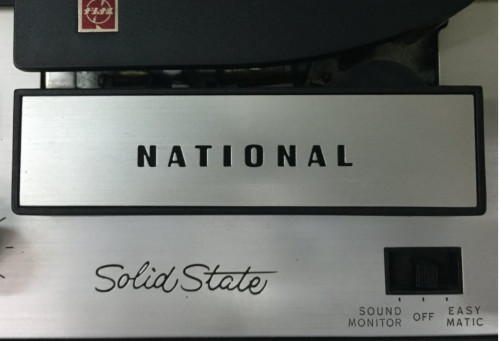 NATIONAL
Solid State
SOUND MONITOR OFF EASY MATIC